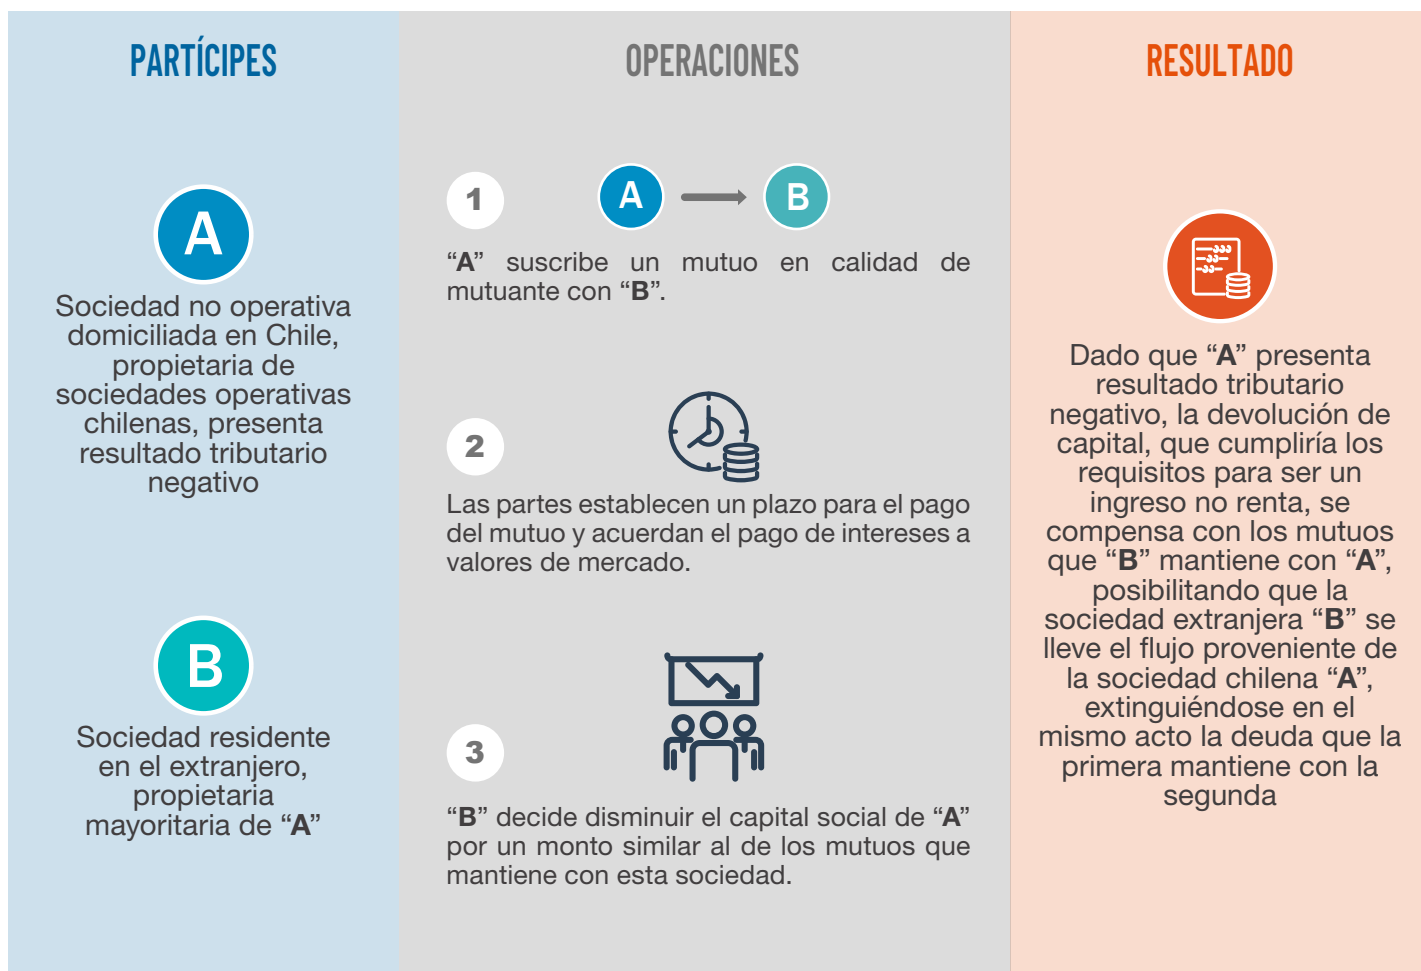 PARTÍCIPES
A
Sociedad no operativa
domiciliada en Chile,
propietaria de
sociedades operativas
chilenas, presenta
resultado tributario
negativo
B
Sociedad residente
en el extranjero,
propietaria
mayoritaria de “A”
OPERACIONES
1
A B
“A” suscribe un mutuo en calidad de
mutuante con “B”.
2
Las partes establecen un plazo para el pago
del mutuo y acuerdan el pago de intereses a
valores de mercado.
3
“B” decide disminuir el capital social de “A”
por un monto similar al de los mutuos que
mantiene con esta sociedad.
RESULTADO
Dado que “A” presenta
resultado tributario
negativo, la devolución de
capital, que cumpliría los
requisitos para ser un
ingreso no renta, se
compensa con los mutuos
que “B” mantiene con “A”,
posibilitando que la
sociedad extranjera “B” se
lleve el flujo proveniente de
la sociedad chilena “A”,
extinguiéndose en el
mismo acto la deuda que la
primera mantiene con la
segunda